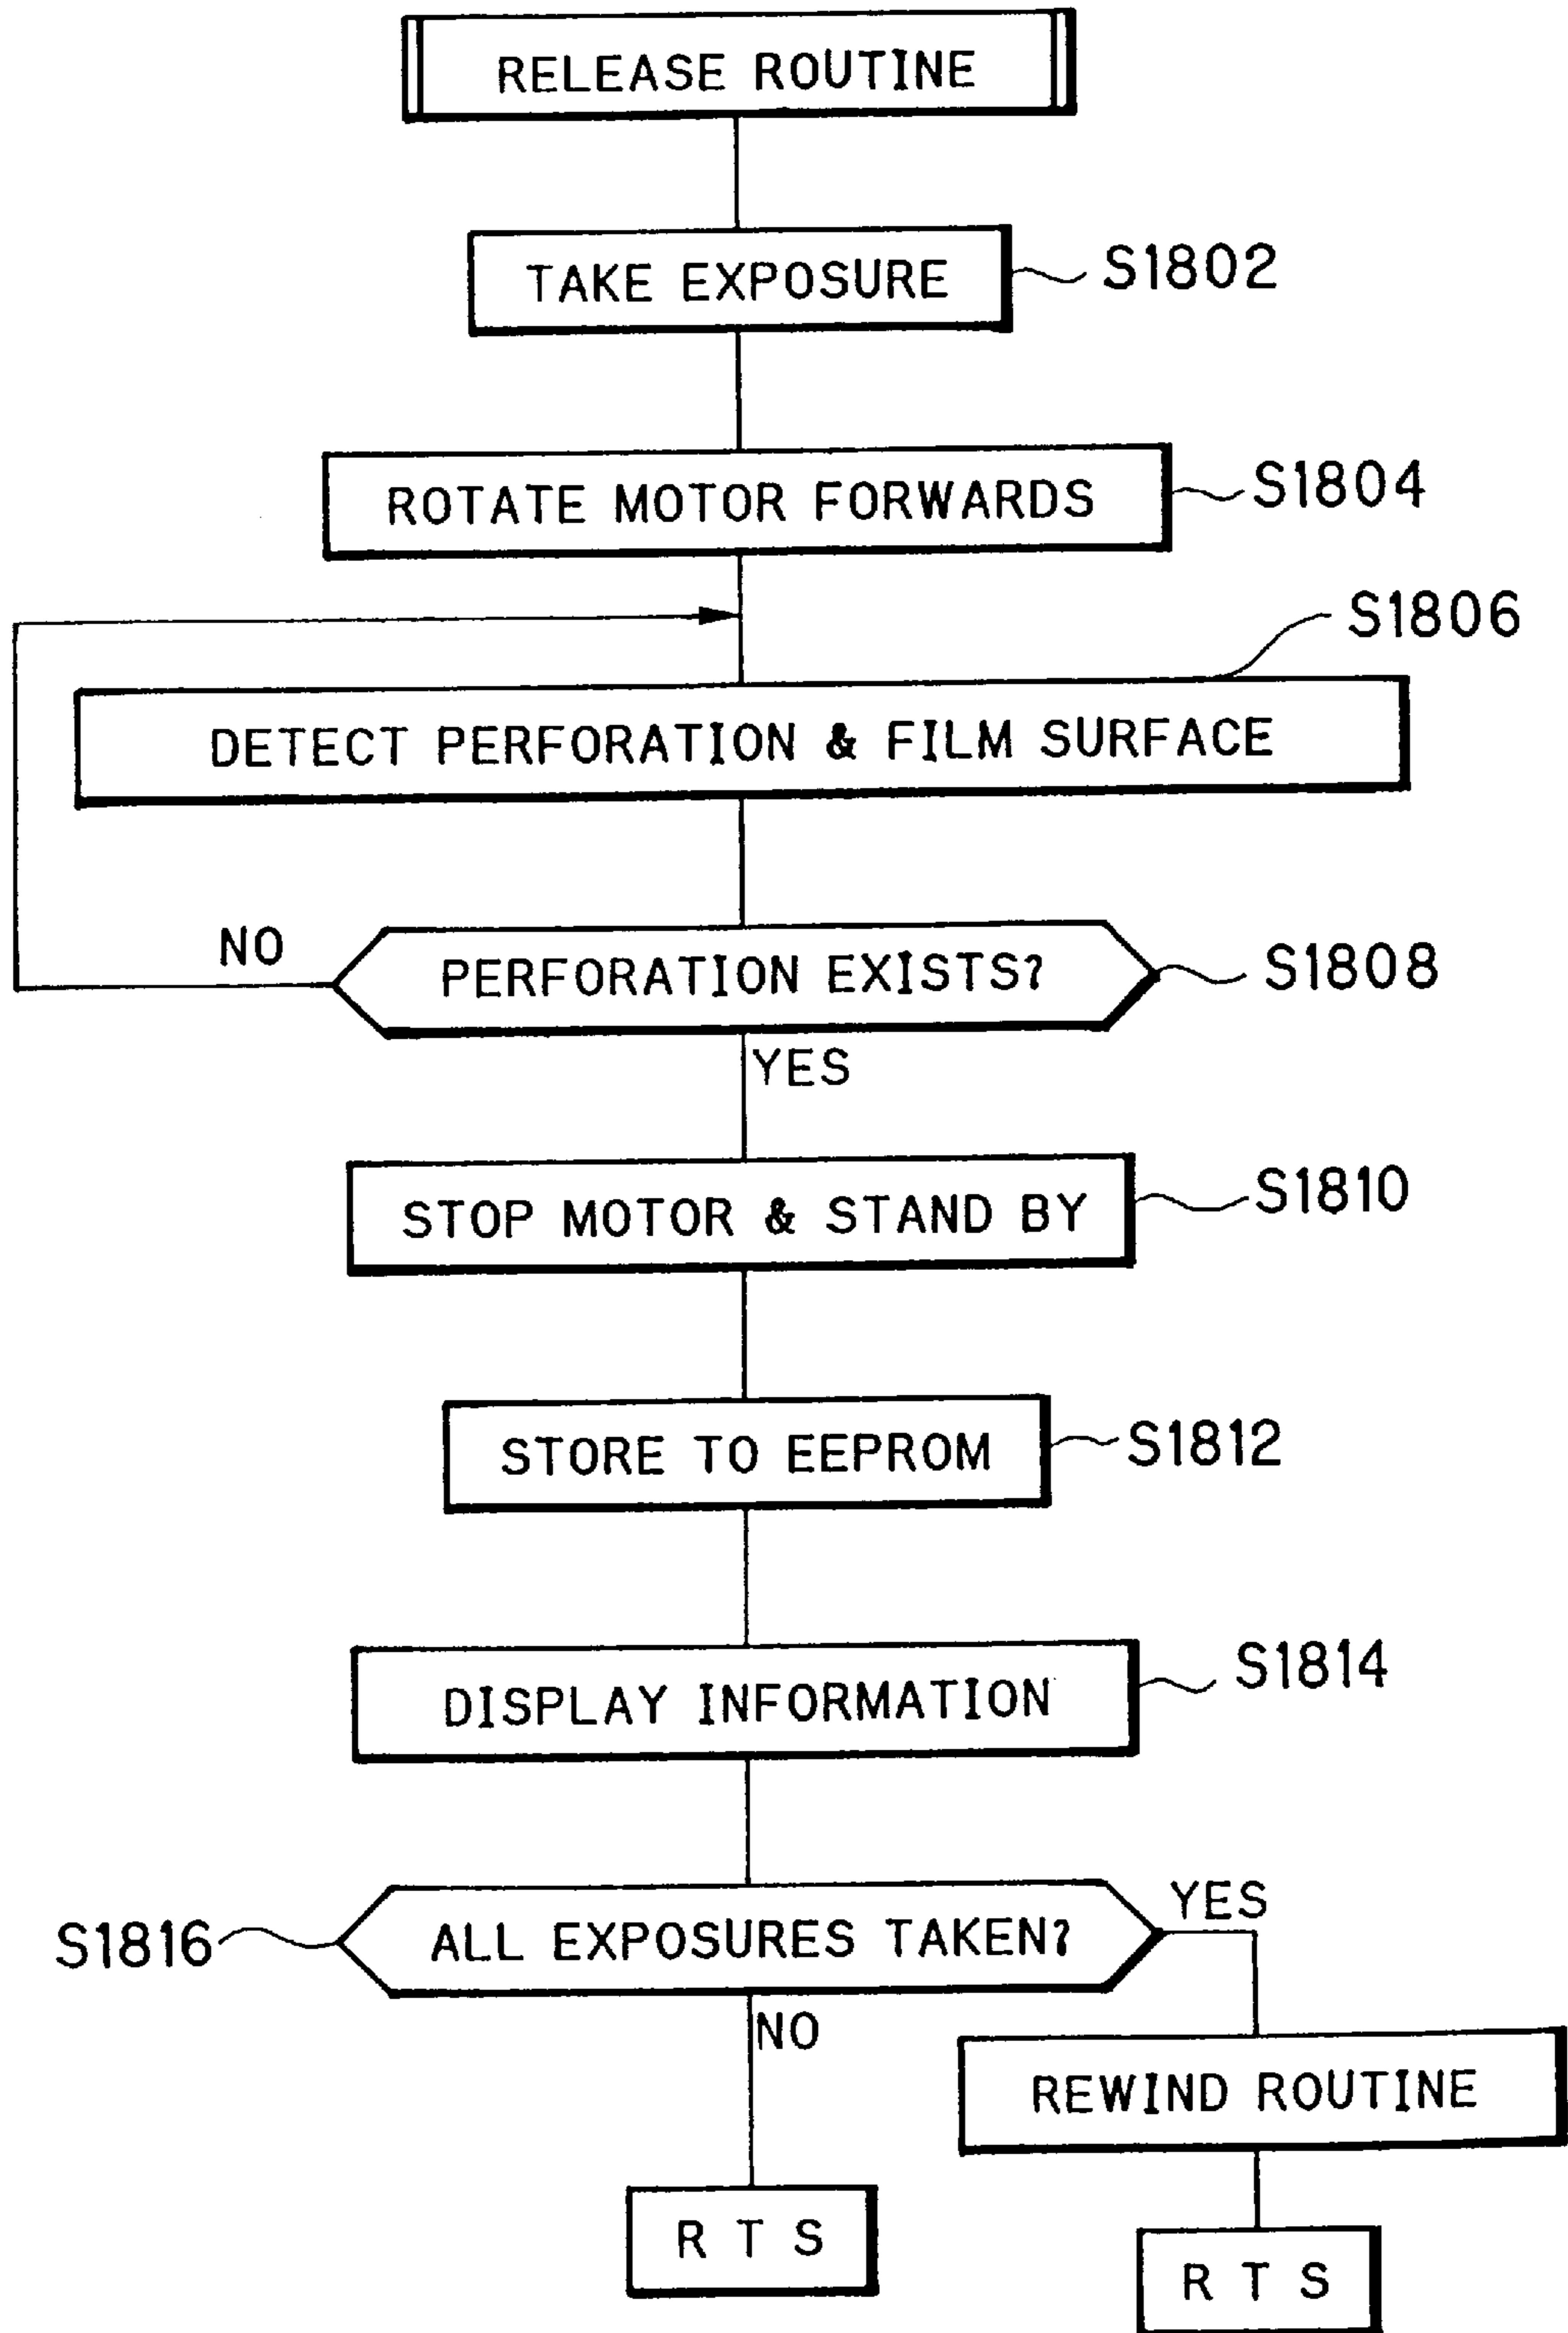 RELEASE ROUTINE
TAKE EXPOSURE
S1802
ROTATE MOTOR FORWARDS
S1804
S1806
DETECT PERFORATION & FILM SURFACE
NO
PERFORATION EXISTS?
S1808
YES
STOP MOTOR & STAND BY
S1810
STORE TO EEPROM
S1812
DISPLAY INFORMATION
S1814
S1816
ALL EXPOSURES TAKEN?
YES
NO
REWIND ROUTINE
R T S
R T S